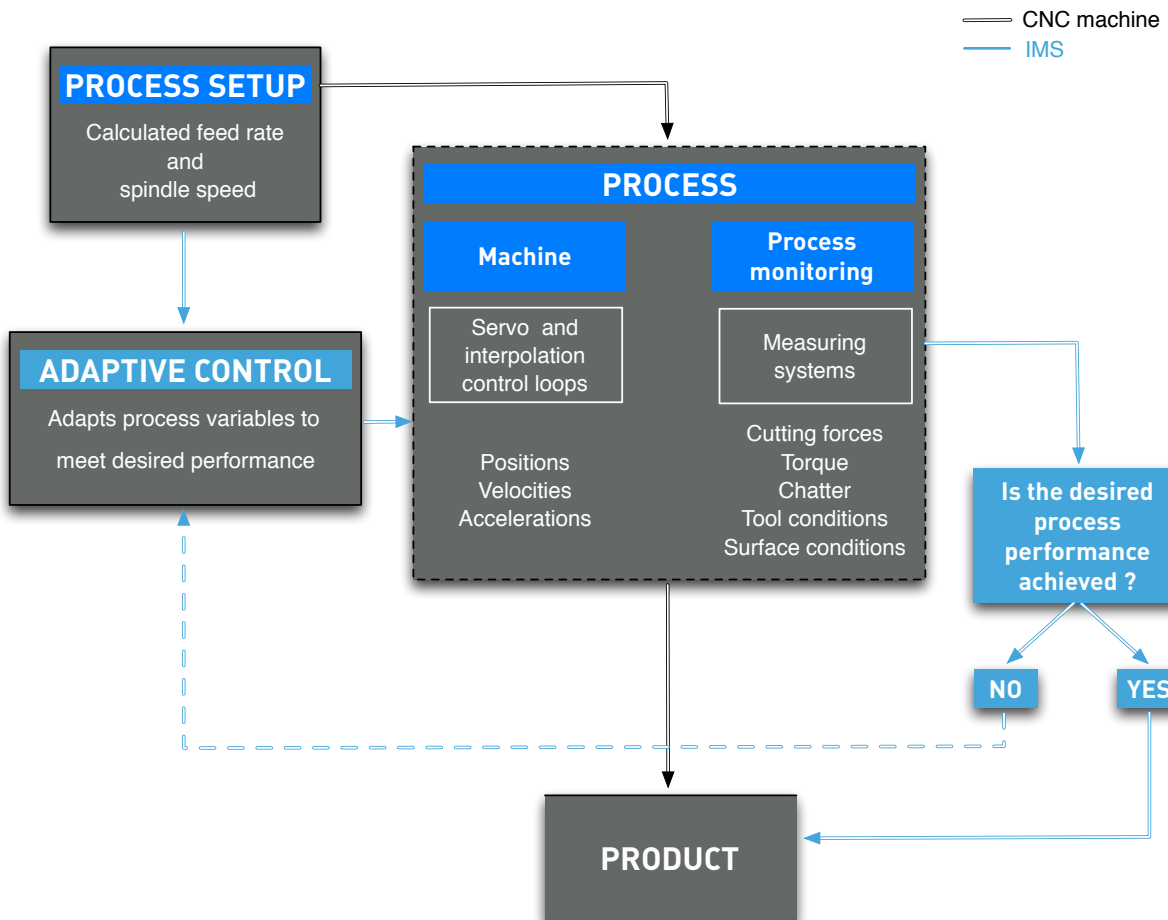 CNC machine
IMS
PROCESS SETUP
Calculated feed rate
and
spindle speed
PROCESS
Machine
Process
monitoring
Servo and
interpolation
control loops
Measuring
systems
ADAPTIVE CONTROL
Adapts process variables to
meet desired performance
Positions
Velocities
Accelerations
Cutting forces
Torque
Chatter
Tool conditions
Surface conditions
Is the desired
process
performance
achieved ?
NO
YES
PRODUCT